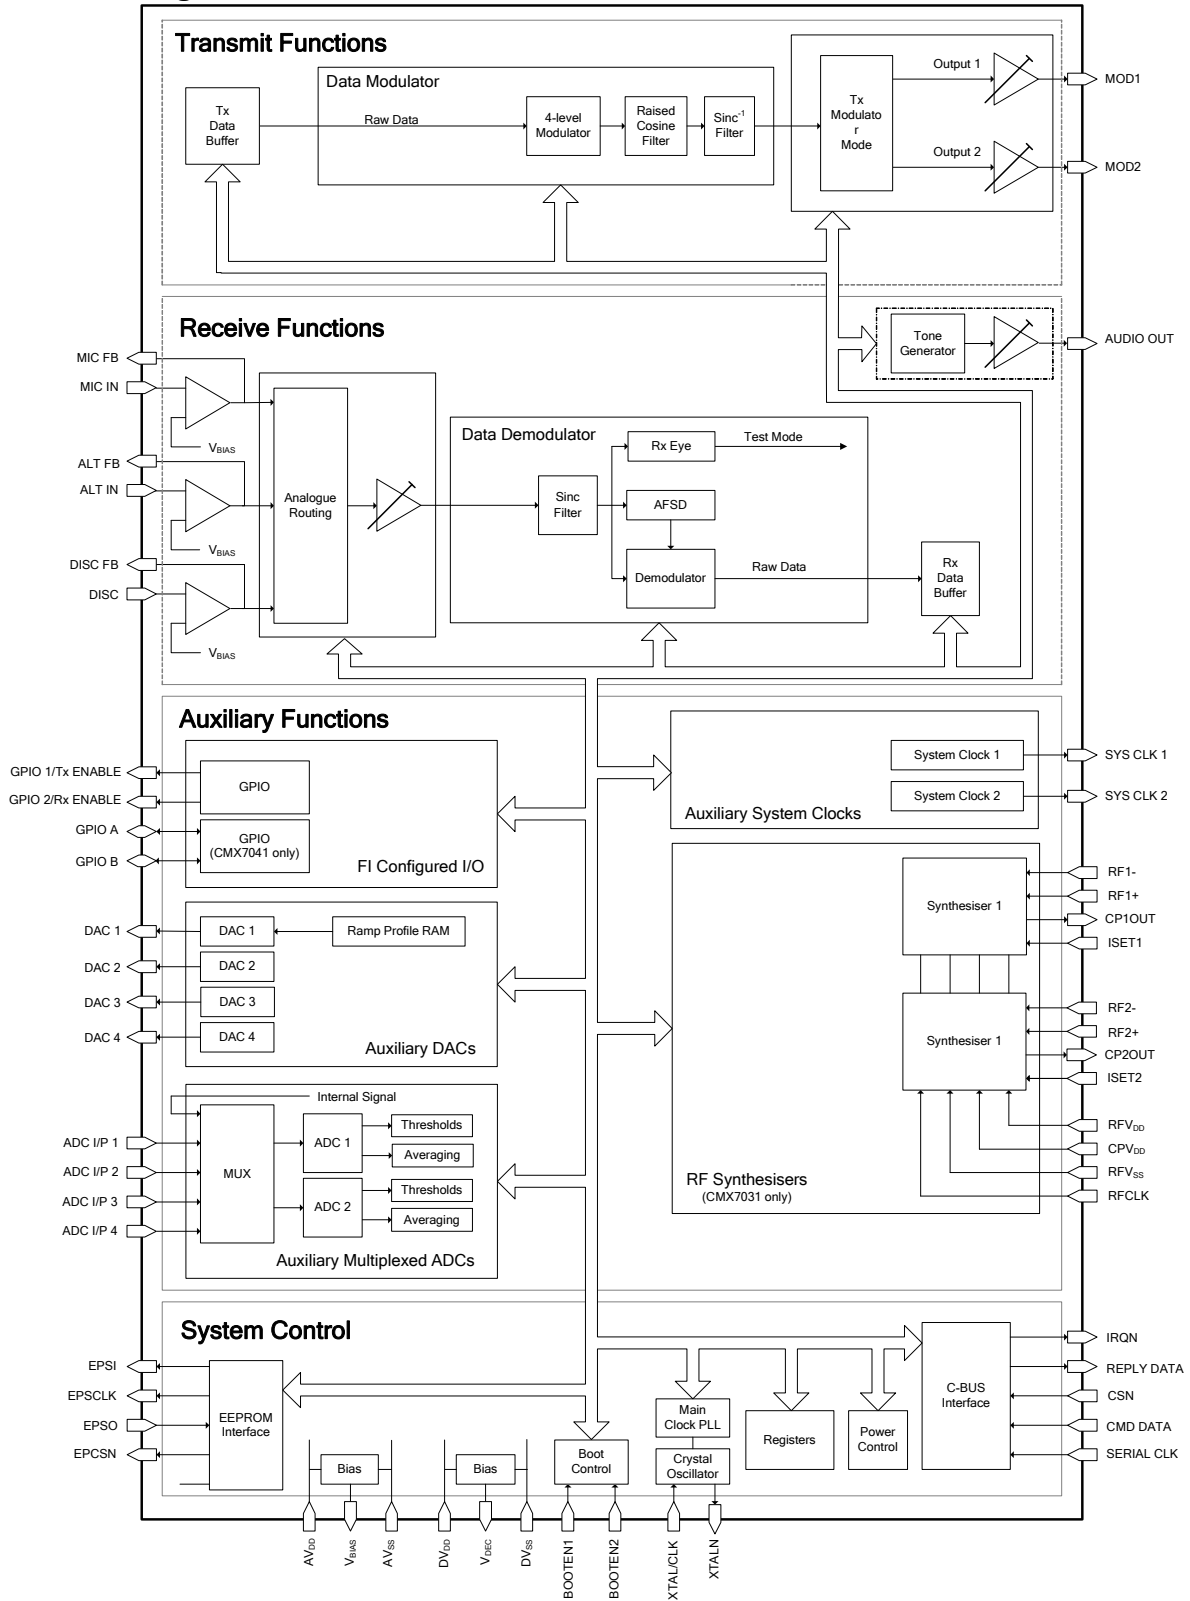 Transmit Functions
Data Modulator
Tx
Data
Buffer
Raw Data
4-level
Modulator
Raised
Cosine
Filter
Sinc-1
Filter
Tx
Modulato
r
Mode
Output 1
Output 2
MOD1
MOD2
Receive Functions
Tone
Generator
AUDIO OUT
MIC FB
MIC IN
VBIAS
ALT FB
ALT IN
VBIAS
DISC FB
DISC
VBIAS
Analogue
Routing
Data Demodulator
Sinc
Filter
Rx Eye
Test Mode
AFSD
Demodulator
Raw Data
Rx
Data
Buffer
Auxiliary Functions
GPIO 1/Tx ENABLE
GPIO 2/Rx ENABLE
GPIO A
GPIO B
GPIO
GPIO
(CMX7041 only)
FI Configured I/O
System Clock 1
System Clock 2
Auxiliary System Clocks
SYS CLK 1
SYS CLK 2
DAC 1
DAC 2
DAC 3
DAC 4
DAC 1
Ramp Profile RAM
DAC 2
DAC 3
DAC 4
Auxiliary DACs
Synthesiser 1
Synthesiser 1
RF Synthesisers
(CMX7031 only)
RF1-
RF1+
CP1OUT
ISET1
RF2-
RF2+
CP2OUT
ISET2
RFVDD
CPVDD
RFVSS
RFCLK
Internal Signal
ADC I/P 1
ADC I/P 2
ADC I/P 3
ADC I/P 4
MUX
ADC 1
Thresholds
Averaging
ADC 2
Thresholds
Averaging
Auxiliary Multiplexed ADCs
System Control
EPSI
EPSCLK
EPSO
EPCSN
EEPROM
Interface
Bias
Bias
Boot
Control
Main
Clock PLL
Crystal
Oscillator
Registers
Power
Control
C-BUS
Interface
IRQN
REPLY DATA
CSN
CMD DATA
SERIAL CLK
AVDD
VBIAS
AVSS
DVDD
VDEC
DVSS
BOOTEN1
BOOTEN2
XTAL/CLK
XTALN